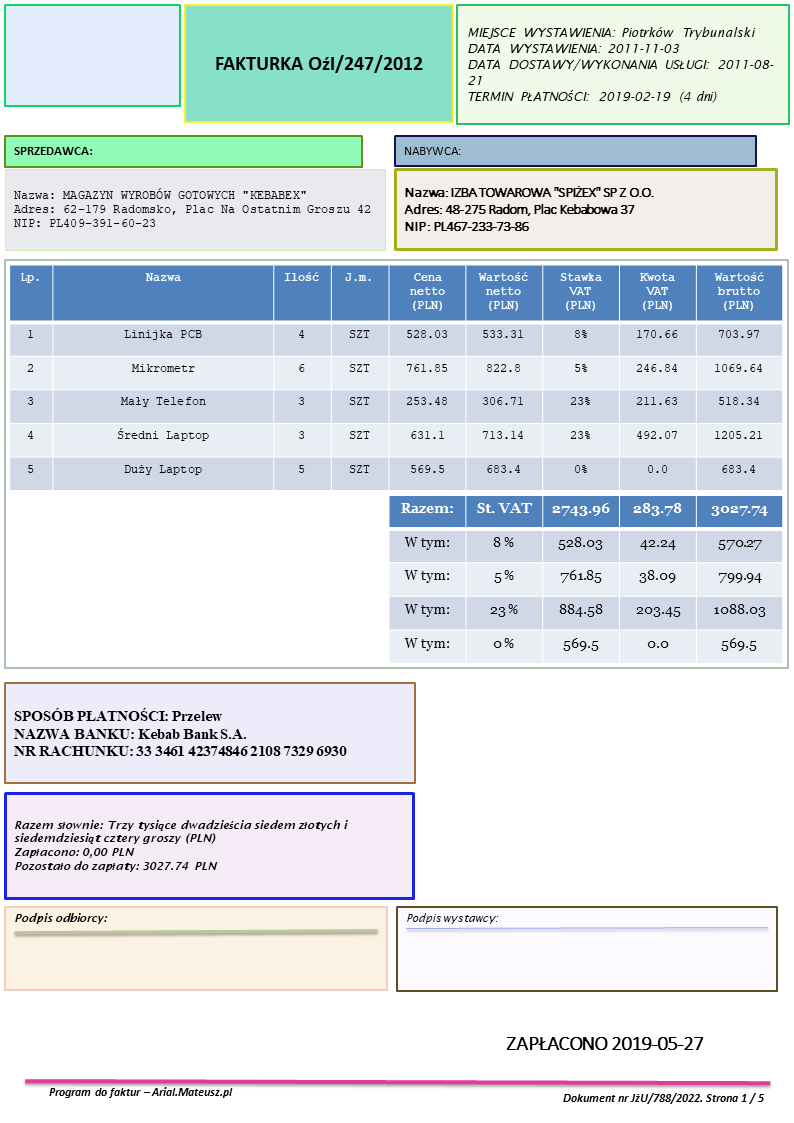 FAKTURKA OźI/247/2012
MIEJSCE WYSTAWIENIA: Piotrków Trybunalski
DATA WYSTAWIENIA: 2011-11-03
DATA DOSTAWY/WYKONANIA USŁUGI: 2011-08-
21
TERMIN PŁATNOŚCI: 2019-02-19 (4 dni)
SPRZEDAWCA:
NABYWCA:
Nazwa: MAGAZYN WYROBÓW GOTOWYCH "KEBABEX"
Adres: 62-179 Radomsko, Plac Na Ostatnim Groszu 42
NIP: PL409-391-60-23
Nazwa: IZBA TOWAROWA "SPIŻEX" SP Z O.O.
Adres: 48-275 Radom, Plac Kebabowa 37
NIP: PL467-233-73-86
Lp. Nazwa Ilość J.m. Cena netto (PLN) Wartość netto (PLN) Stawka VAT (PLN) Kwota VAT (PLN) Wartość brutto (PLN)
1 Linijka PCB 4 SZT 528.03 533.31 8% 170.66 703.97
2 Mikrometr 6 SZT 761.85 822.8 5% 246.84 1069.64
3 Mały Telefon 3 SZT 253.48 306.71 23% 211.63 518.34
4 Średni Laptop 3 SZT 631.1 713.14 23% 492.07 1205.21
5 Duży Laptop 5 SZT 569.5 683.4 0% 0.0 683.4
Razem: St. VAT 2743.96 283.78 3027.74
W tym: 8 % 528.03 42.24 570.27
W tym: 5 % 761.85 38.09 799.94
W tym: 23 % 884.58 203.45 1088.03
W tym: 0 % 569.5 0.0 569.5
SPOSÓB PŁATNOŚCI: Przelew
NAZWA BANKU: Kebab Bank S.A.
NR RACHUNKU: 33 3461 42374846 2108 7329 6930
Razem słownie: Trzy tysiące dwadzieścia siedem złotych i
siedemdziesiąt cztery groszy (PLN)
Zapłacono: 0,00 PLN
Pozostało do zapłaty: 3027.74 PLN
Podpis odbiorcy:
Podpis wystawcy:
ZAPŁACONO 2019-05-27
Program do faktur – Arial.Mateusz.pl
Dokument nr JżU/788/2022. Strona 1 / 5